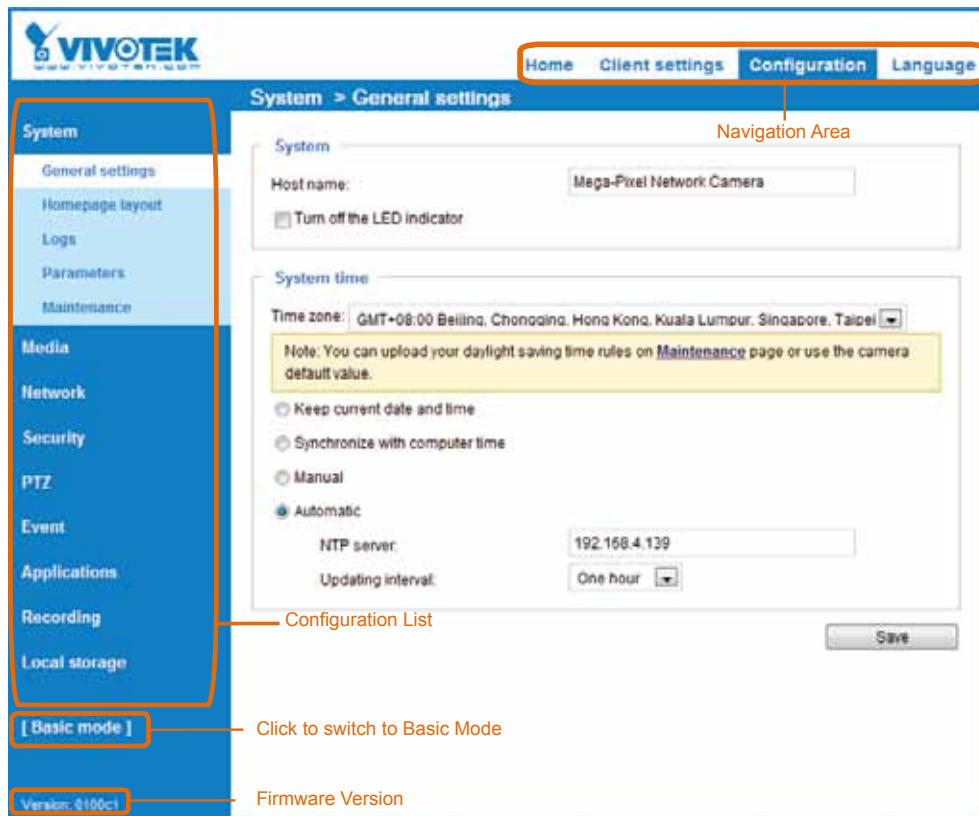 VIVOTEK
www.vivotek.com
Home Client settings Configuration Language
System > General settings
Navigation Area
System
General settings
Homepage layout
Logs
Parameters
Maintenance
Media
Network
Security
PTZ
Event
Applications
Recording
Local storage
[ Basic mode ]
Version: 0100c1
System
Host name: Mega-Pixel Network Camera
Turn off the LED indicator
System time
Time zone: GMT+08:00 Beijing, Chongqing, Hong Kong, Kuala Lumpur, Singapore, Taipei
Note: You can upload your daylight saving time rules on Maintenance page or use the camera
default value.
Keep current date and time
Synchronize with computer time
Manual
Automatic
NTP server: 192.168.4.139
Updating interval: One hour
Save
Configuration List
Click to switch to Basic Mode
Firmware Version